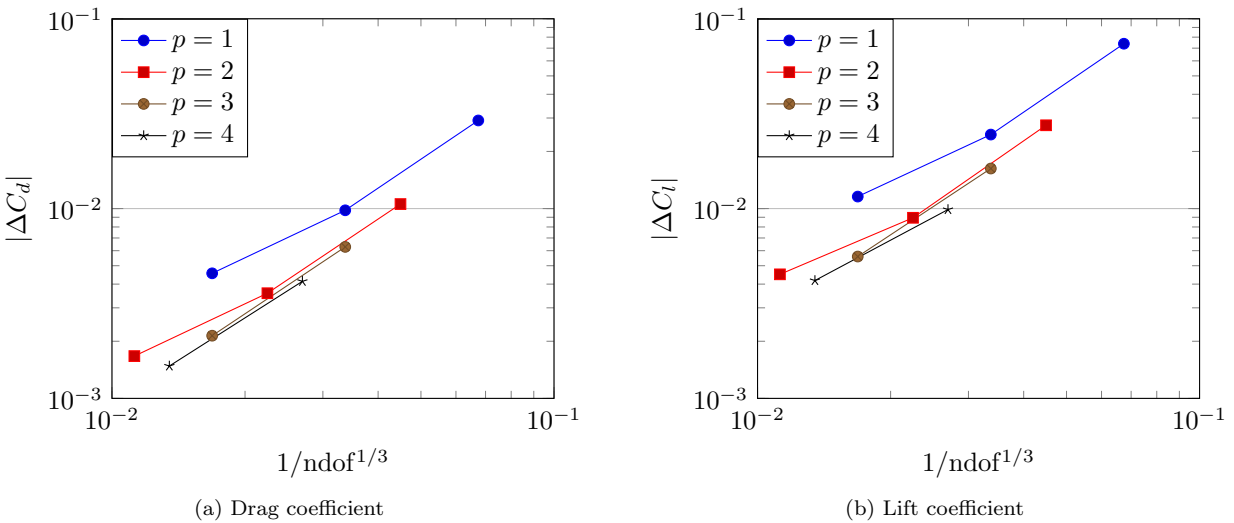 10^{-1}
p = 1
p = 2
p = 3
p = 4
10^{-2}
|ΔC_d|
10^{-3}
10^{-2}
10^{-1}
1/ndof^{1/3}
(a) Drag coefficient
10^{-1}
p = 1
p = 2
p = 3
p = 4
10^{-2}
|ΔC_l|
10^{-3}
10^{-2}
10^{-1}
1/ndof^{1/3}
(b) Lift coefficient